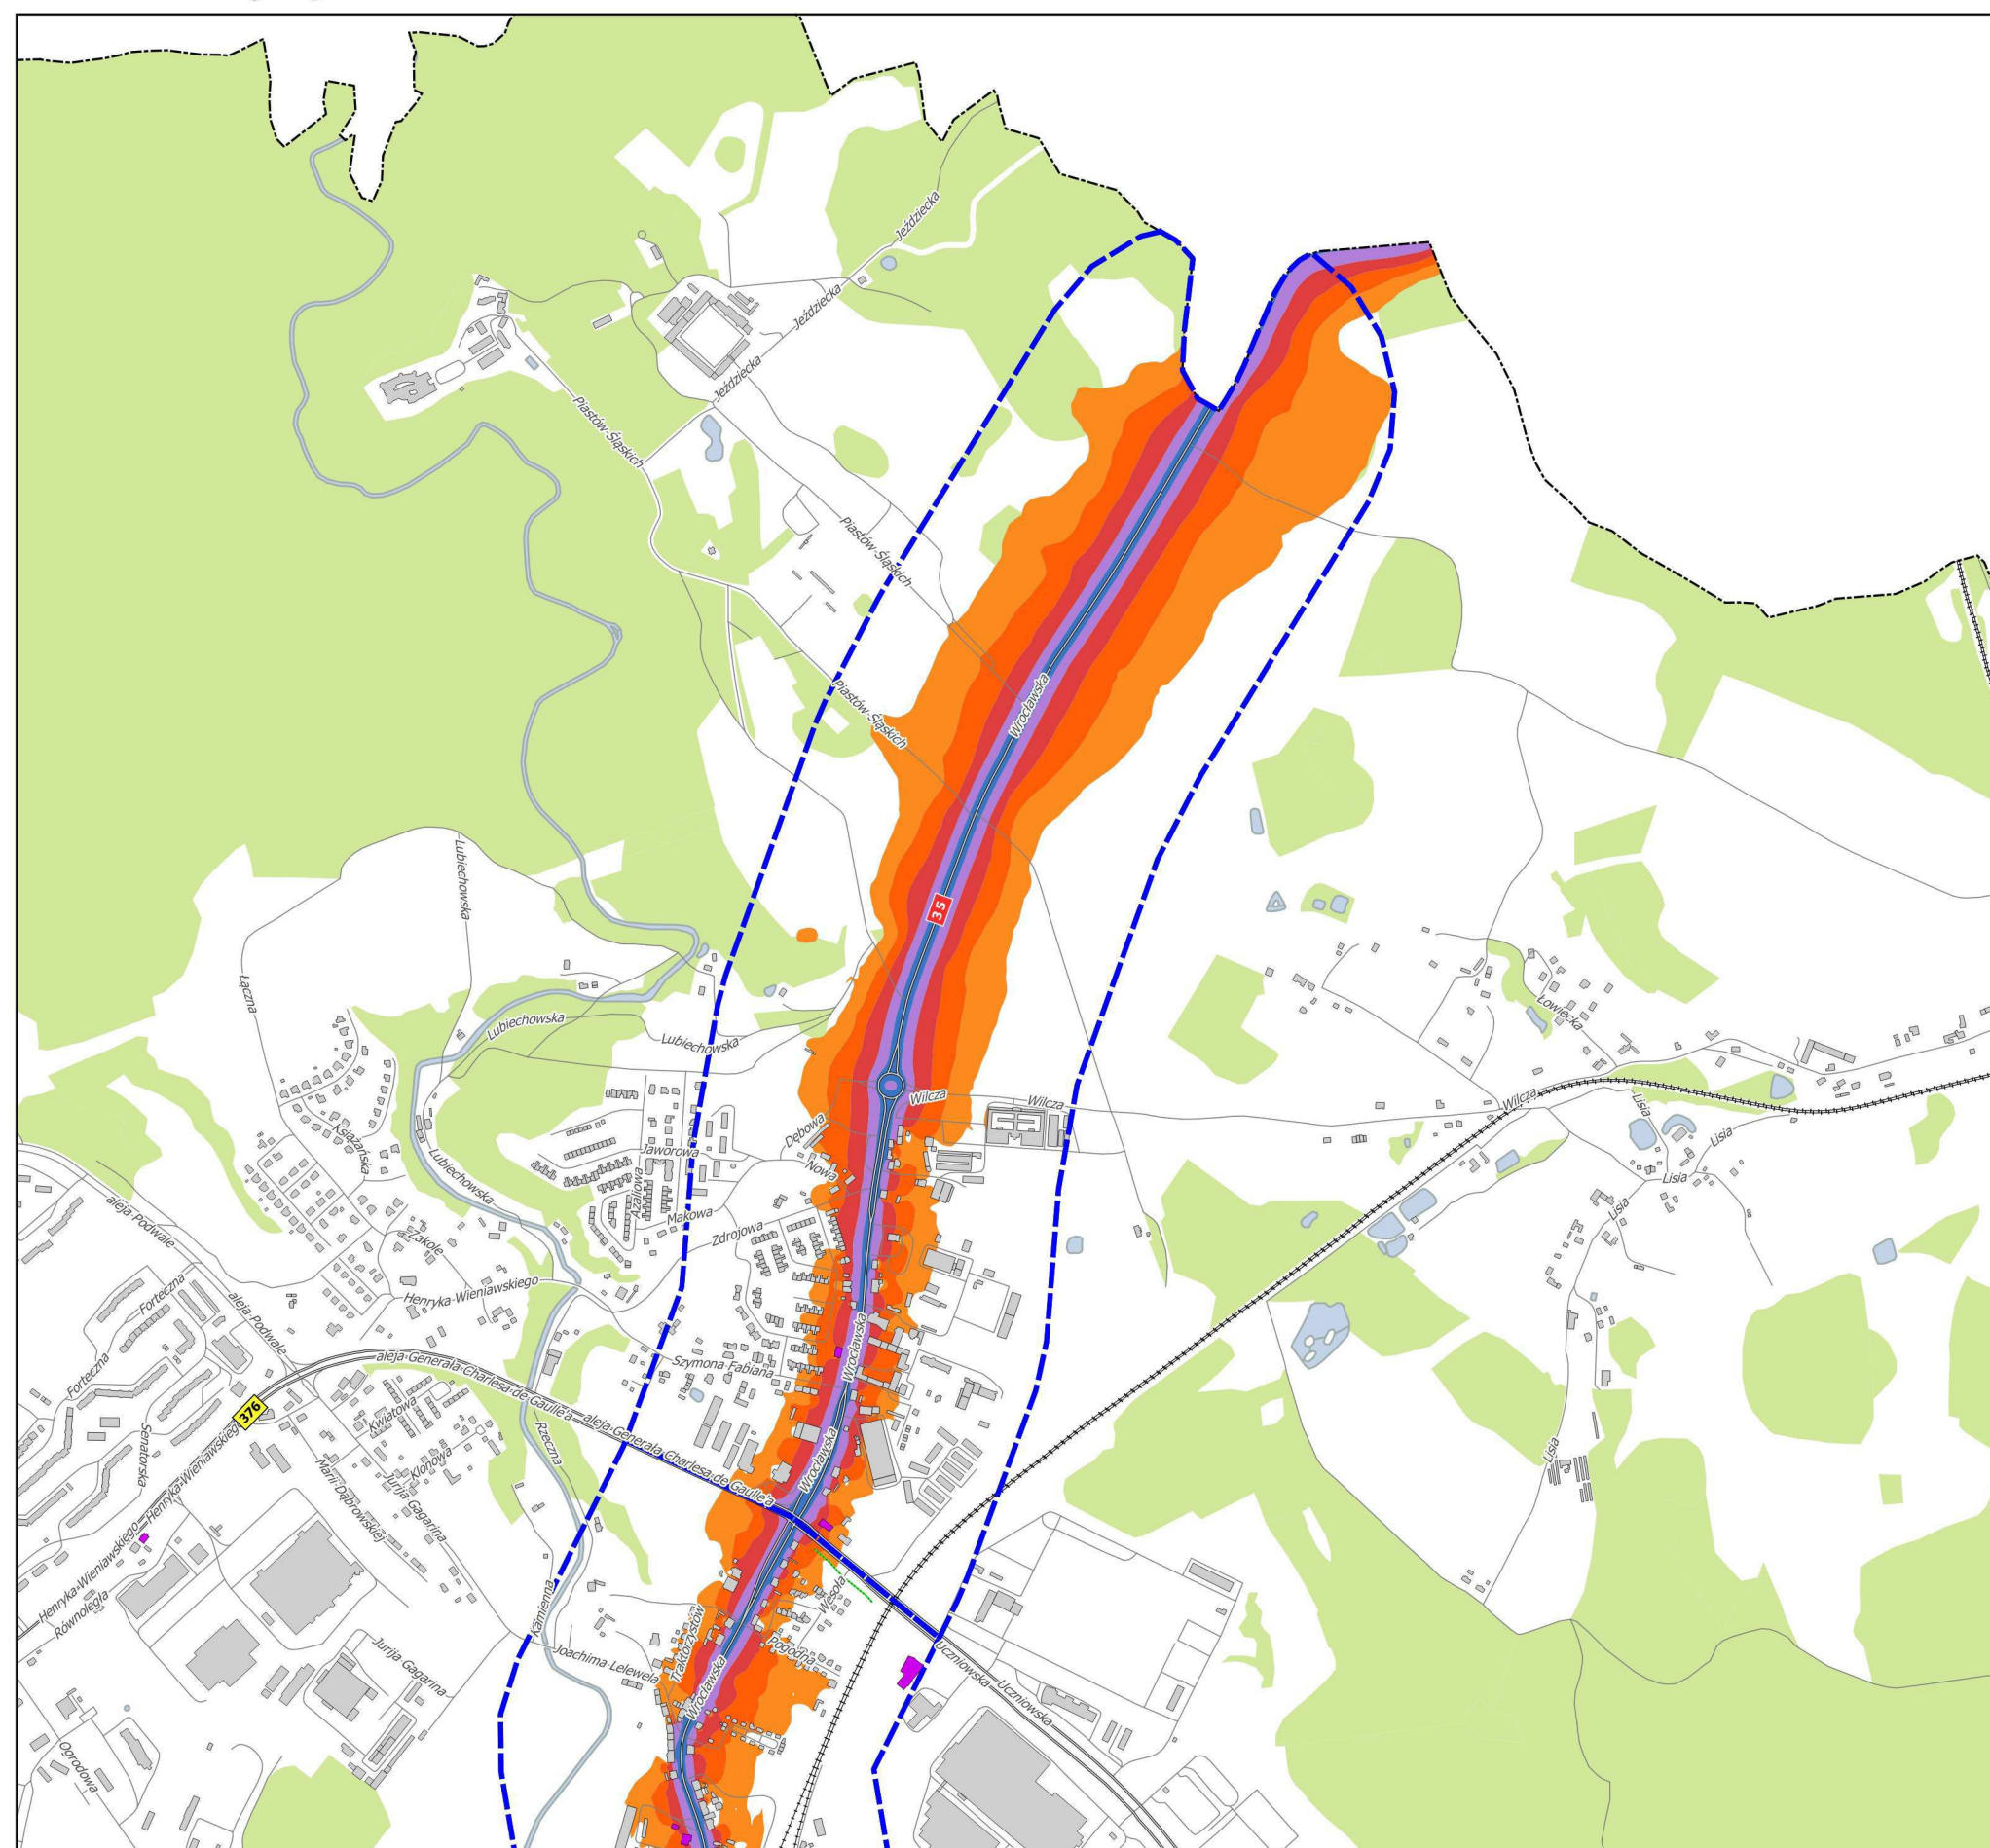 Jeździecka
Jeździecka
Jeździecka
Piastów Śląskich
Piastów Śląskich
Piastów Śląskich
Wrocławska
35
Lubiechowska
Łączna
Lubiechowska
Lubiechowska
Łowiecka
Wilcza
Wilcza
Wilcza
Lisia
Lisia
Lisia
Lisia
Lisia
Książańska
Lubiechowska
Dębowa
Jaworowa
Nowa
Azaliowa
Makowa
Zdrojowa
aleja Podwale
Zakole
Henryka Wieniawskiego
Forteczna
aleja Podwale
Forteczna
aleja Generała Charlesa de Gaulle'a
Szymona Fabiana
Wrocławska
376
Kwiatowa
aleja Generała Charlesa de Gaulle'a
Senatorska
Henryka Wieniawskiego
Klonowa
Rzeczna
Marii Dąbrowskiej
Jurija Gagarina
Wrocławska
Henryka Wieniawskiego
Równoległa
Kamienna
Wesoła
Traktorzystów
Pogodna
Jurija Gagarina
Joachima Lelewela
Wrocławska
Uczniowska
Uczniowska
Ogrodowa